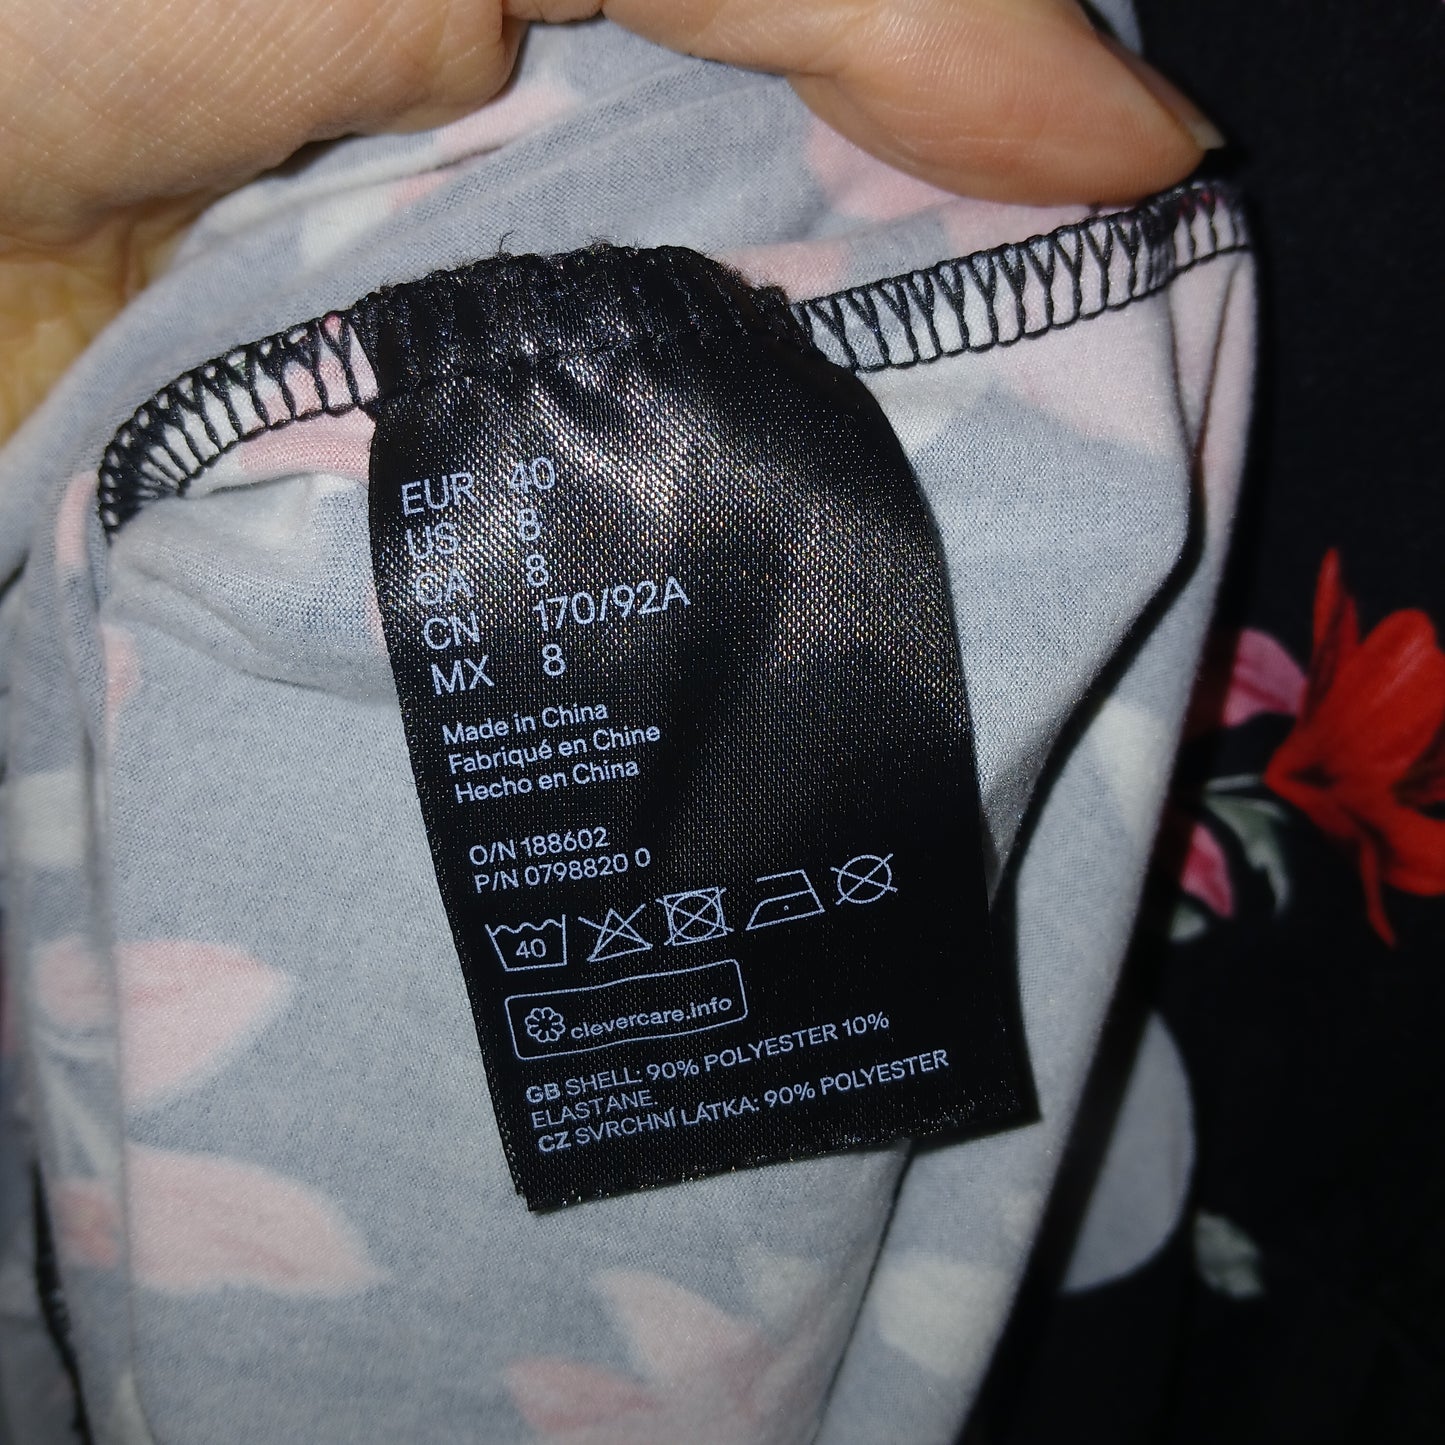 EUR 40
US 8
CA 8
CN 170/92A
MX 8
Made in China
Fabriqué en Chine
Hecho en China
O/N 188602
P/N 0798820 0
40
clevercare.info
GB SHELL: 90% POLYESTER 10%
ELASTANE.
CZ SVRCHNÍ LÁTKA: 90% POLYESTER